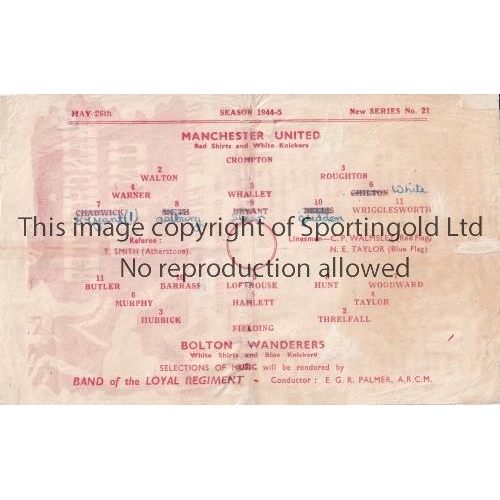 MAY 26th SEASON 1944-5 New SERIES No. 21
MANCHESTER UNITED
Red Shirts and White Knickers
CROMPTON
2 3
WALTON ROUGHTON
4 5 6
WARNER WHALLEY CHILTON White
7 8 9 10 11
CHADWICK SMITH BRYANT WRIGGLESWORTH
This image copyright of Sportingold Ltd
Referee : Linesmen— C. P. WALMSLEY (Red Flag)
T. SMITH (Atherstone). N. E. TAYLOR (Blue Flag)
No reproduction allowed
11 10
BUTLER BARRASS LOFTHOUSE HUNT WOODWARD
6 5 4
MURPHY HAMLETT TAYLOR
3 2
HUBBICK THRELFALL
FIELDING
BOLTON WANDERERS
White Shirts and Blue Knickers
SELECTIONS OF MUSIC will be rendered by
BAND of the LOYAL REGIMENT - Conductor : E. G. R. PALMER, A.R.C.M.